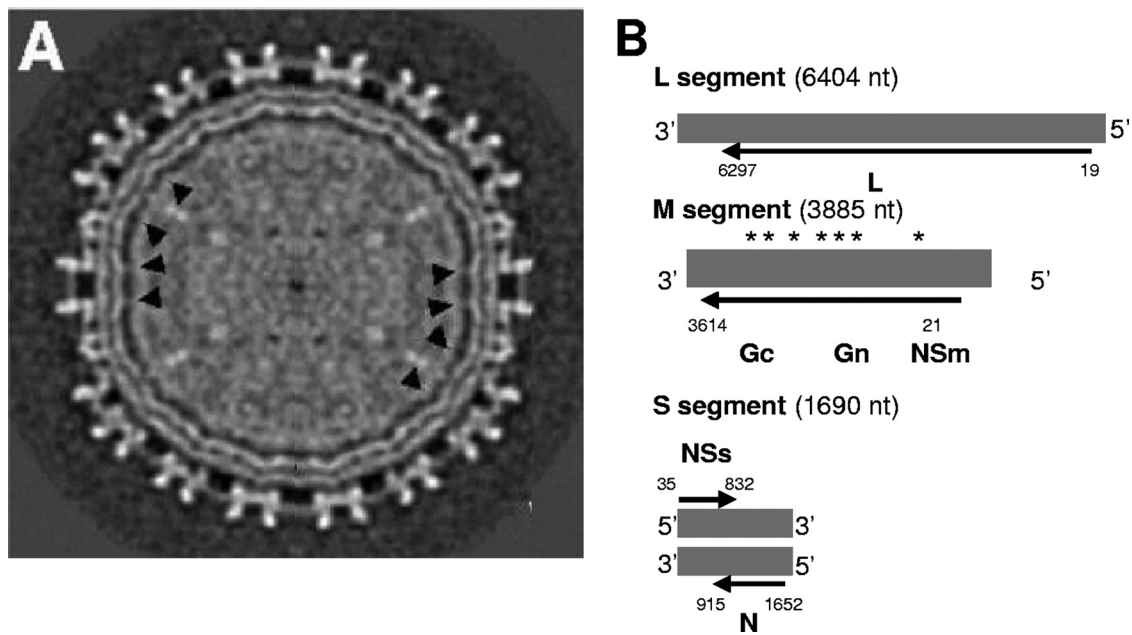 A
B
L segment (6404 nt)
3’ 5’
6297 19
L
M segment (3885 nt)
* * * * * * *
3’ 5’
3614 21
Gc Gn NSm
S segment (1690 nt)
NSs
35 832
5’ 3’
3’ 5’
915 1652
N